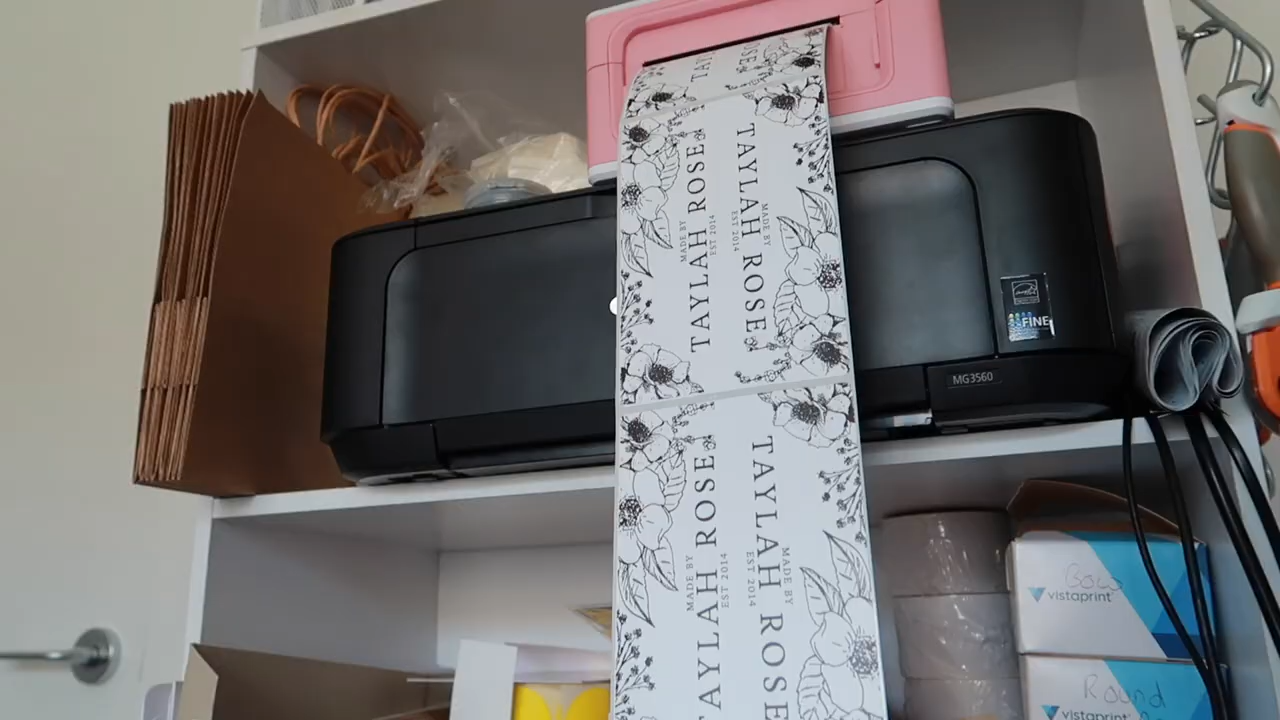 TAYLAH ROSE
MADE BY
EST 2014
TAYLAH ROSE
MADE BY
EST 2014
TAYLAH ROSE
MADE BY
EST 2014
TAYLAH ROSE
MADE BY
EST 2014
FINE
MG3560
Bow
vistaprint
Round
vistaprint